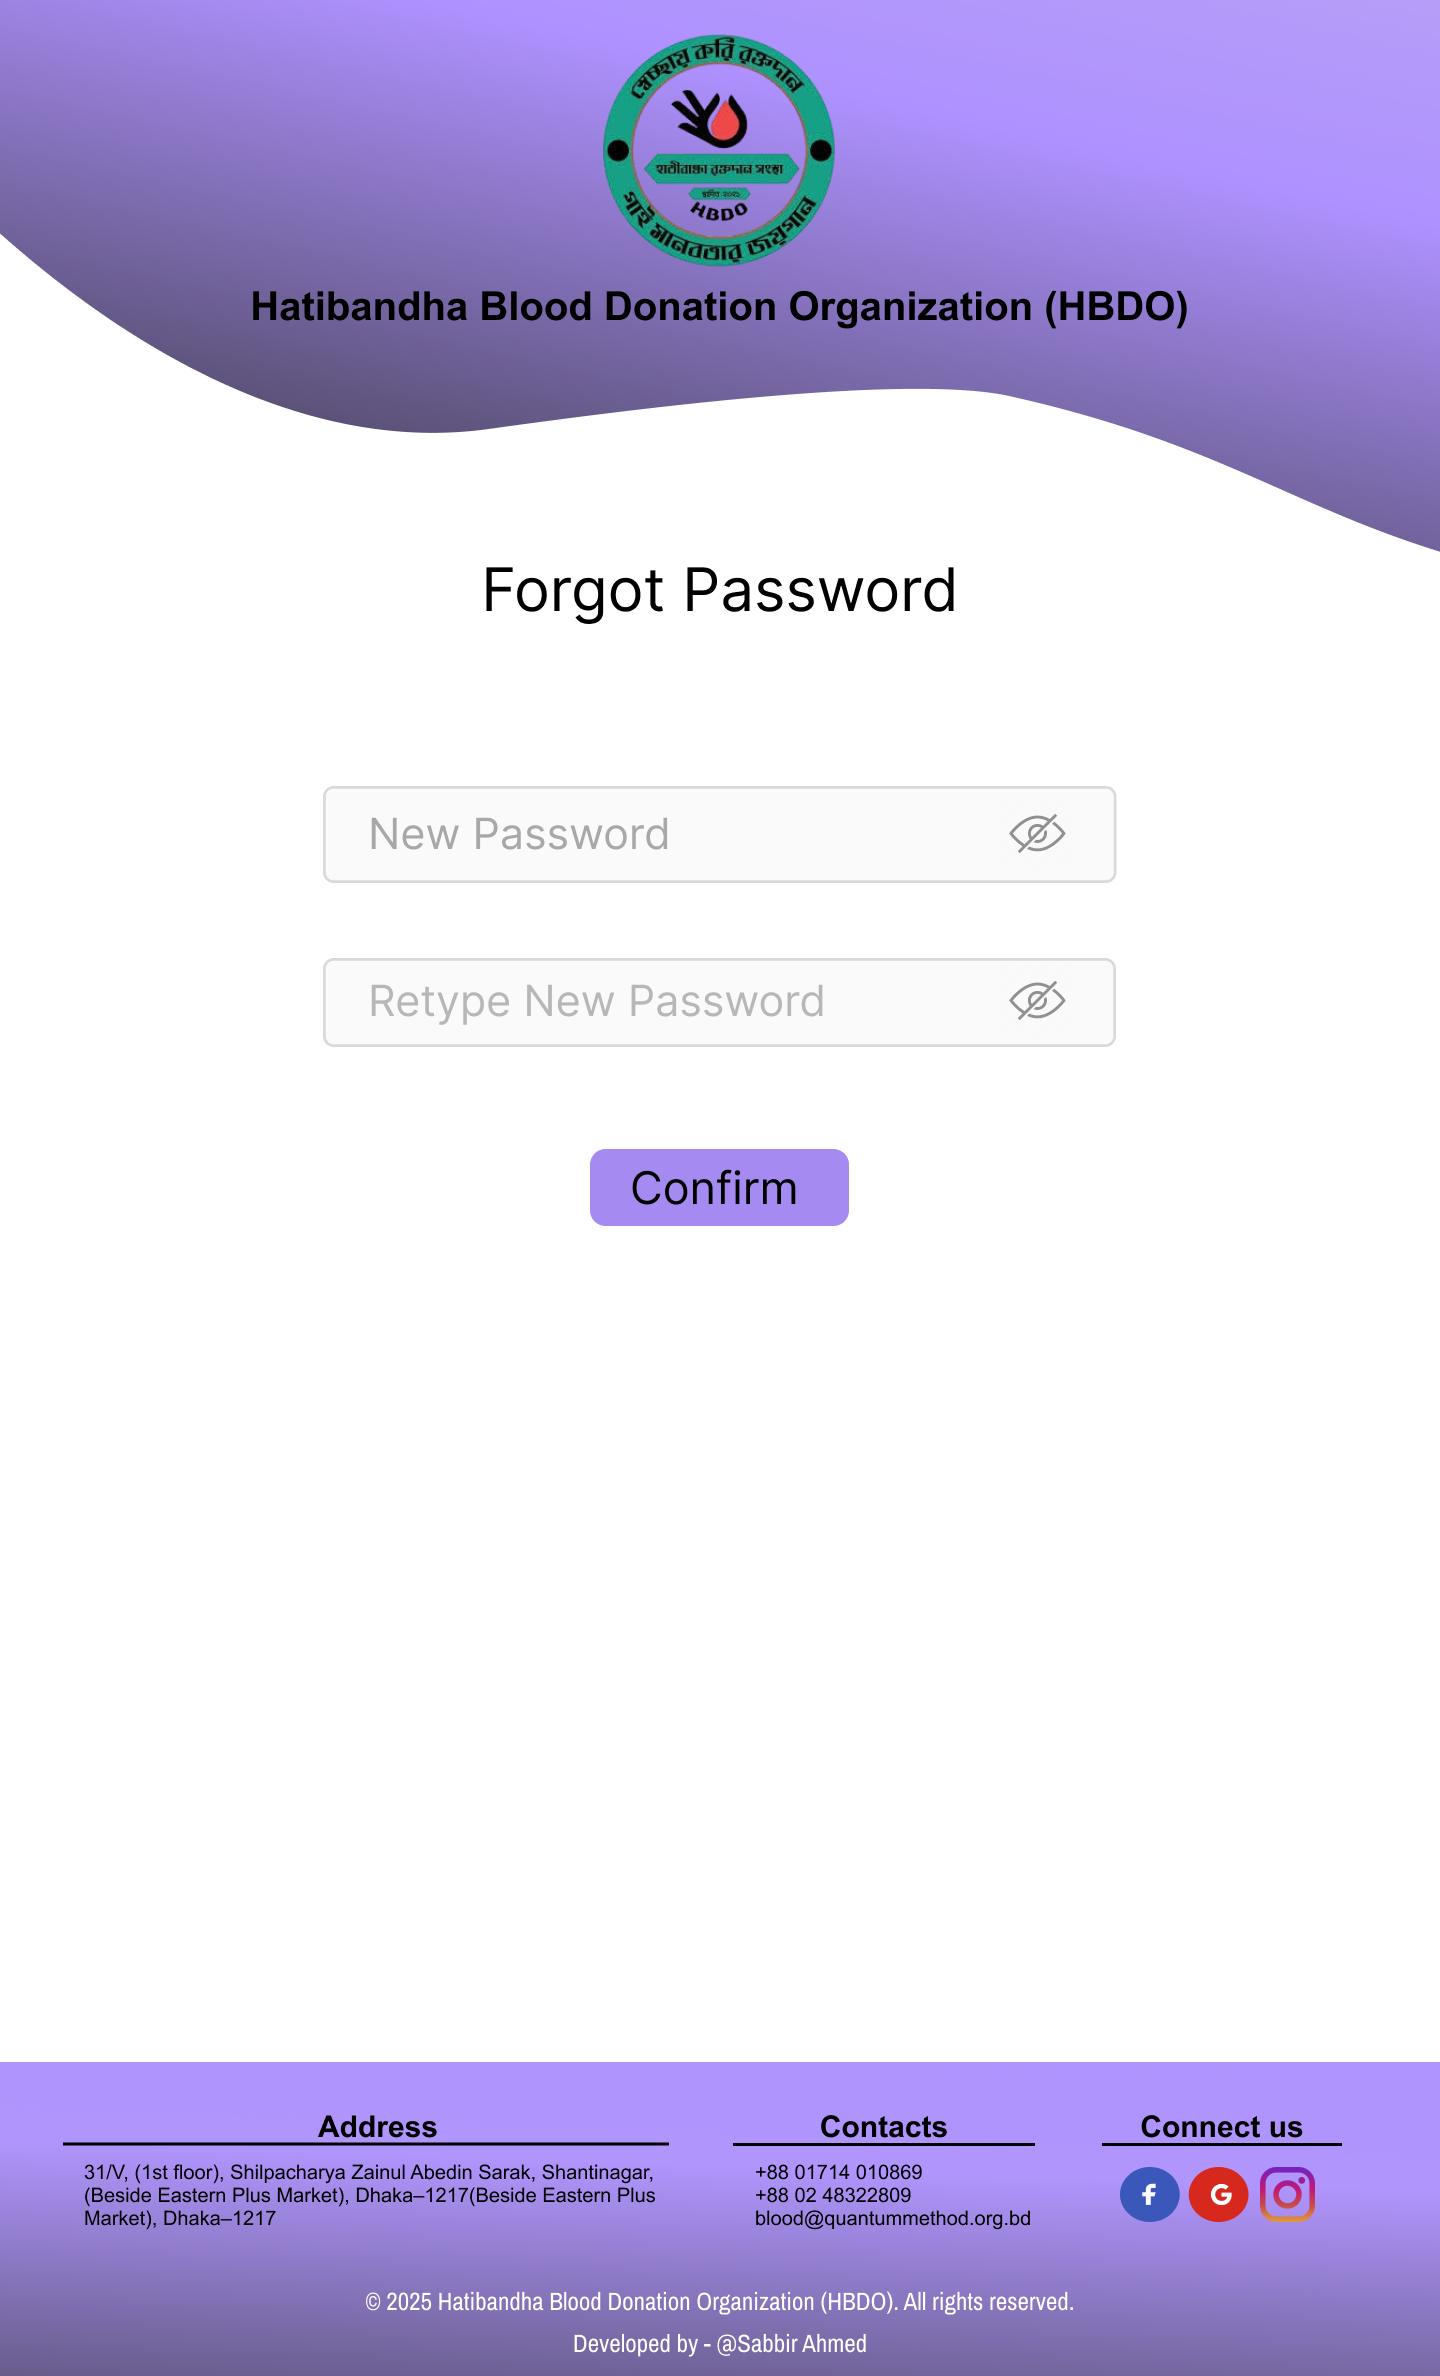 স্বেচ্ছায় করি রক্তদান
হাতীবান্ধা রক্তদান সংস্থা
স্থাপিত
HBDO
গাই মানবতার জয়গান
Hatibandha Blood Donation Organization (HBDO)
Forgot Password
New Password
Retype New Password
Confirm
Address
31/V, (1st floor), Shilpacharya Zainul Abedin Sarak, Shantinagar,
(Beside Eastern Plus Market), Dhaka–1217(Beside Eastern Plus
Market), Dhaka–1217
Contacts
+88 01714 010869
+88 02 48322809
blood@quantummethod.org.bd
Connect us
© 2025 Hatibandha Blood Donation Organization (HBDO). All rights reserved.
Developed by - @Sabbir Ahmed